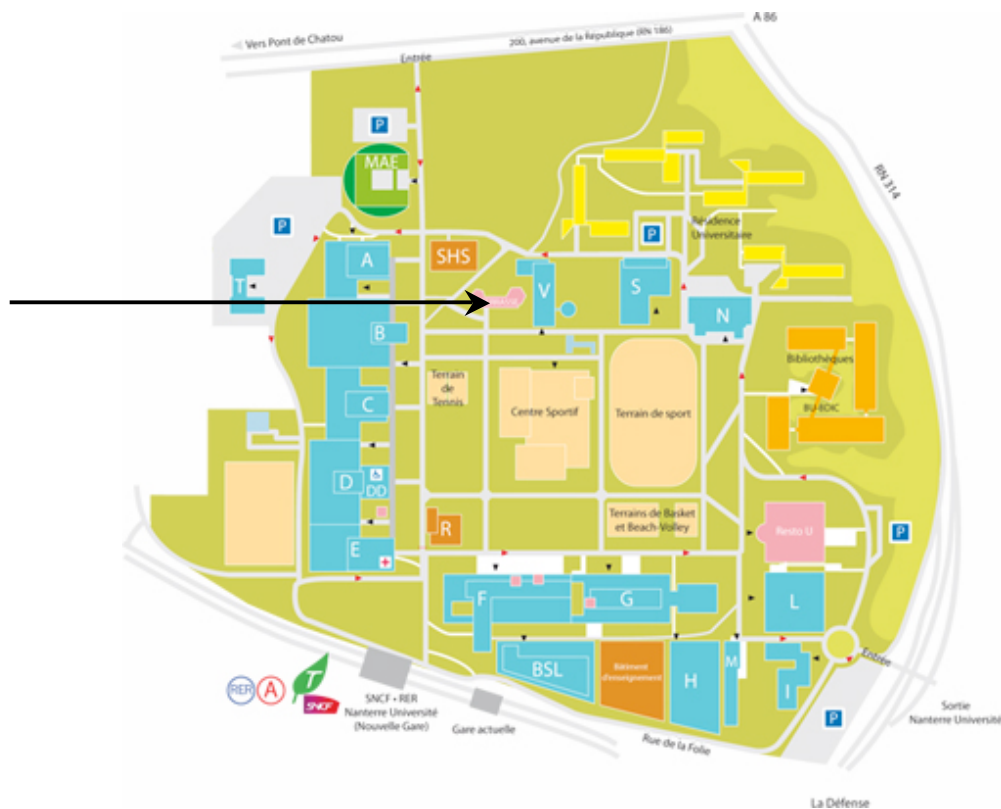 A 86
Vers Pont de Chatou
200, avenue de la République (RN 186)
Entrée
P
MAE
RN 314
P
SHS
P
Résidence
Universitaire
A
T
V
S
N
B
Bibliothèques
BU-BDIC
Terrain
de
Tennis
Centre Sportif
Terrain de sport
C
D
DD
R
Terrains de Basket
et Beach-Volley
Resto U
P
E
F
G
L
BSL
Bâtiment
d'enseignement
H
M
I
Entrée
RER
A
T
SNCF
SNCF • RER
Nanterre Université
(Nouvelle Gare)
Gare actuelle
Rue de la Folie
P
Sortie
Nanterre Université
La Défense